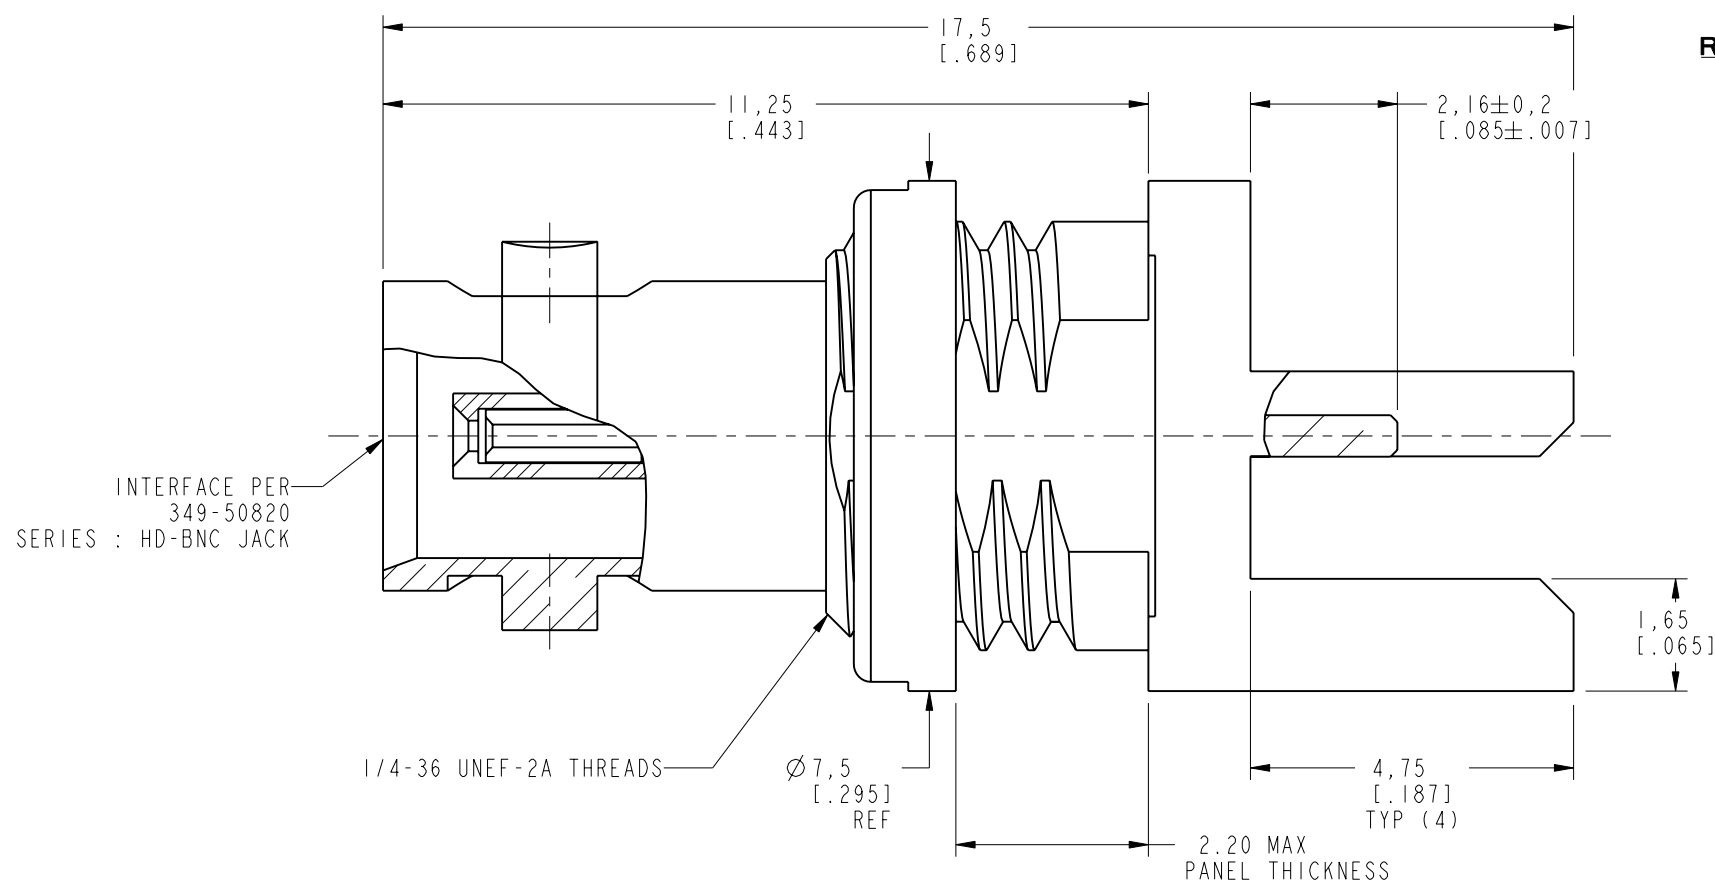 17,5
[.689]
R
11,25
[.443]
2,16±0,2
[.085±.007]
INTERFACE PER
349-50820
SERIES : HD-BNC JACK
1,65
[.065]
1/4-36 UNEF-2A THREADS
Ø7,5
[.295]
REF
4,75
[.187]
TYP (4)
2.20 MAX
PANEL THICKNESS